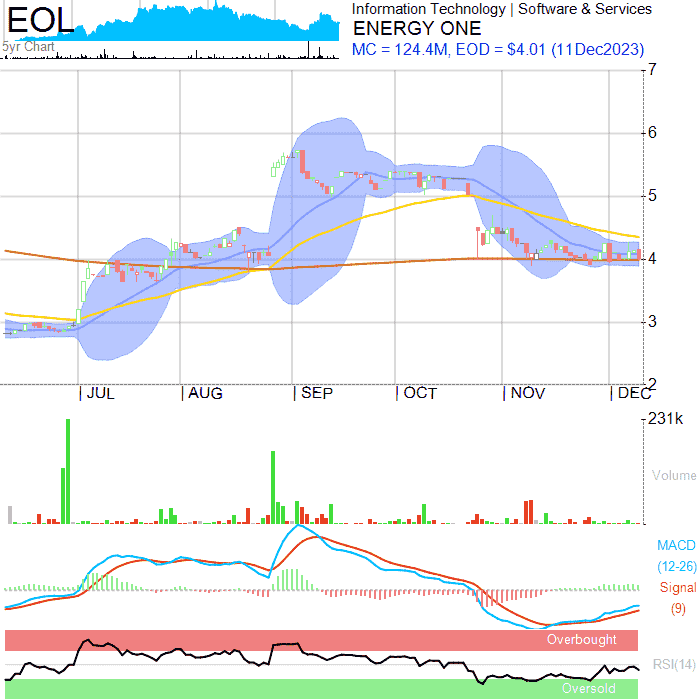 EOL
5yr Chart
Information Technology | Software & Services
ENERGY ONE
MC = 124.4M, EOD = $4.01 (11Dec2023)
7
6
5
4
3
2
| JUL
| AUG
| SEP
| OCT
| NOV
| DEC
231k
Volume
MACD
(12-26)
Signal
(9)
Overbought
RSI(14)
Oversold